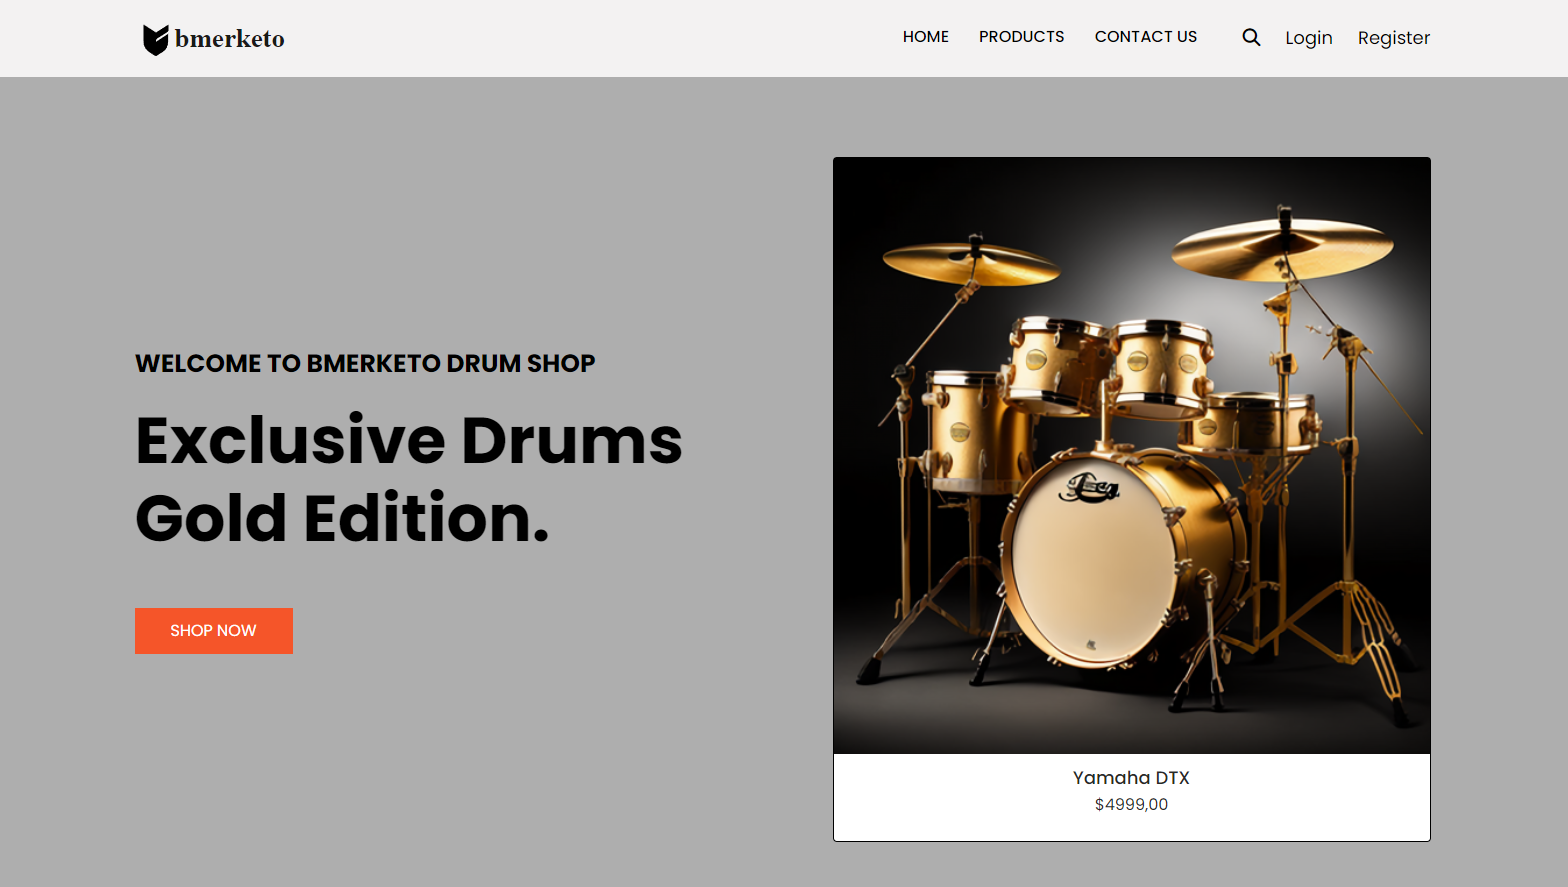 bmerketo
HOME PRODUCTS CONTACT US Login Register
WELCOME TO BMERKETO DRUM SHOP
Exclusive Drums
Gold Edition.
SHOP NOW
Yamaha DTX
$4999,00